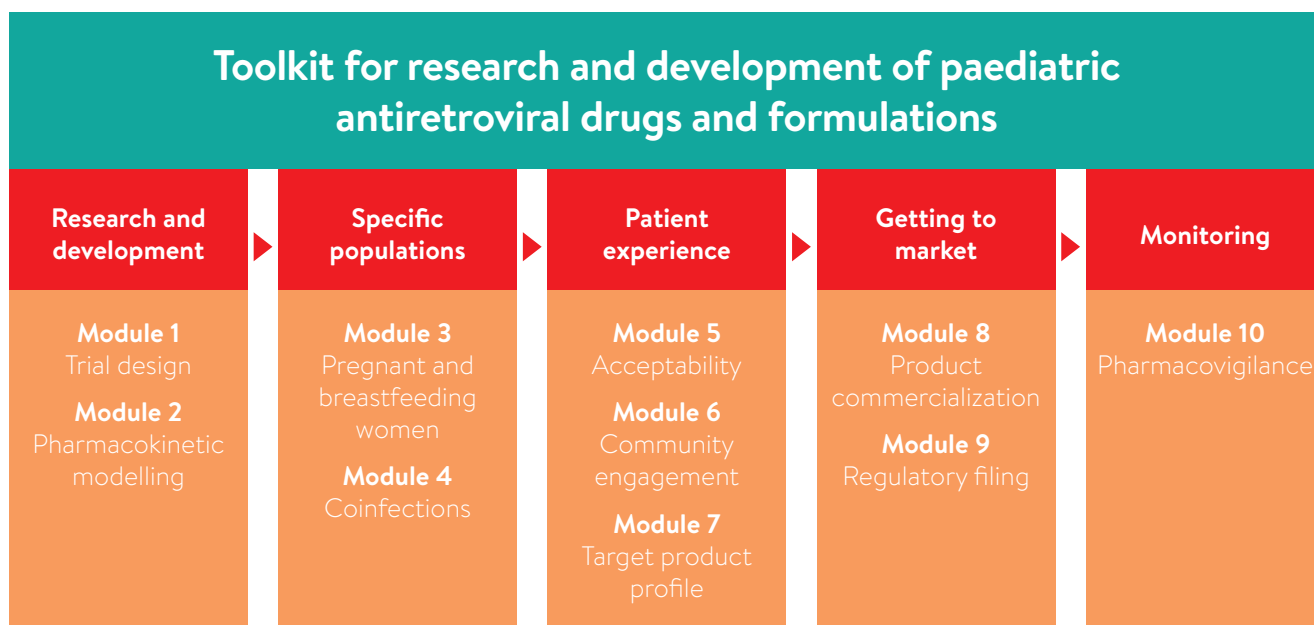 Toolkit for research and development of paediatric
antiretroviral drugs and formulations
Research and
development
Module 1
Trial design
Module 2
Pharmacokinetic
modelling
Specific
populations
Module 3
Pregnant and
breastfeeding
women
Module 4
Coinfections
Patient
experience
Module 5
Acceptability
Module 6
Community
engagement
Module 7
Target product
profile
Getting to
market
Module 8
Product
commercialization
Module 9
Regulatory filing
Monitoring
Module 10
Pharmacovigilance